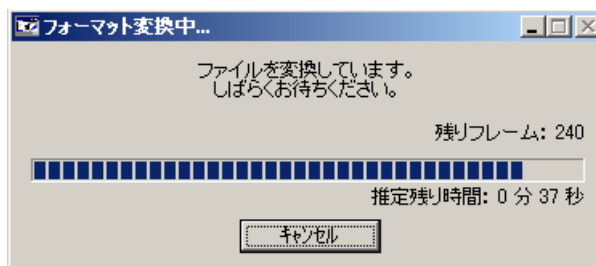 フォーマット変換中...
ファイルを変換しています。
しばらくお待ちください。
残りフレーム: 240
推定残り時間: 0 分 37 秒
キャンセル